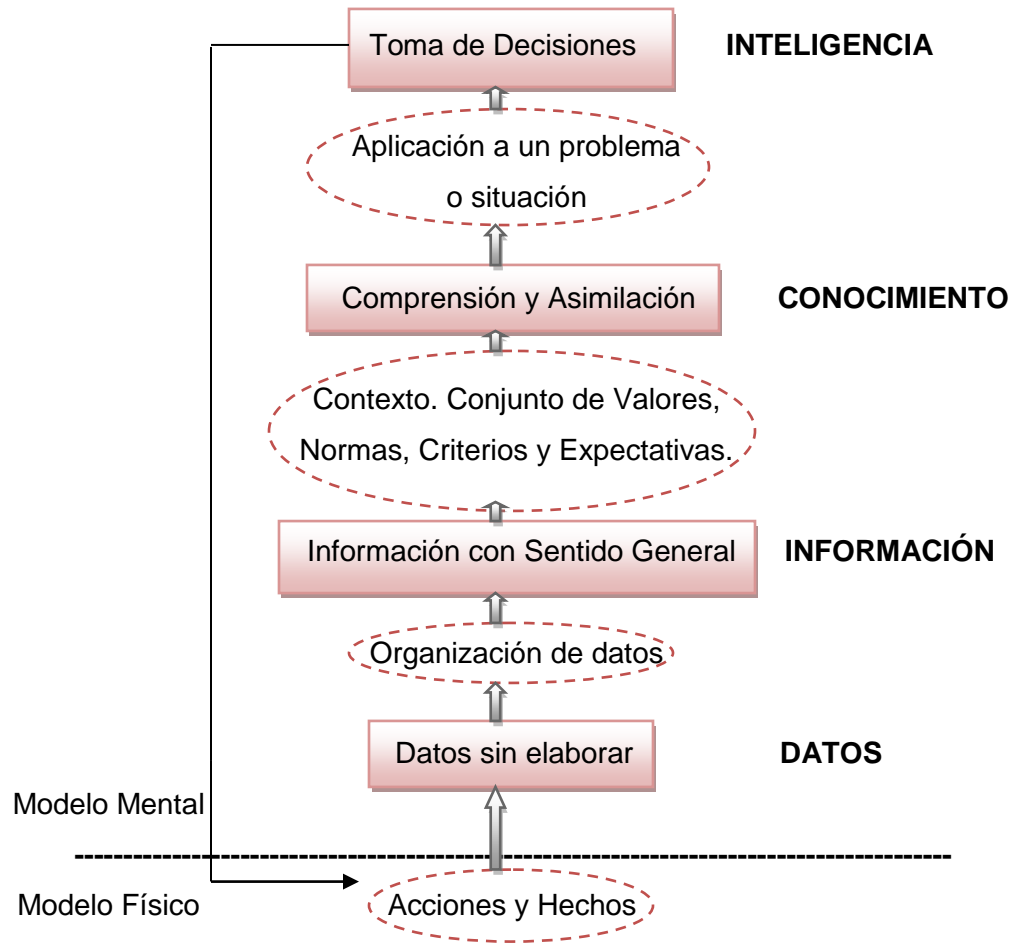 Toma de Decisiones
INTELIGENCIA
Aplicación a un problema
o situación
Comprensión y Asimilación
CONOCIMIENTO
Contexto. Conjunto de Valores,
Normas, Criterios y Expectativas.
Información con Sentido General
INFORMACIÓN
Organización de datos
Datos sin elaborar
DATOS
Modelo Mental
Modelo Físico
Acciones y Hechos